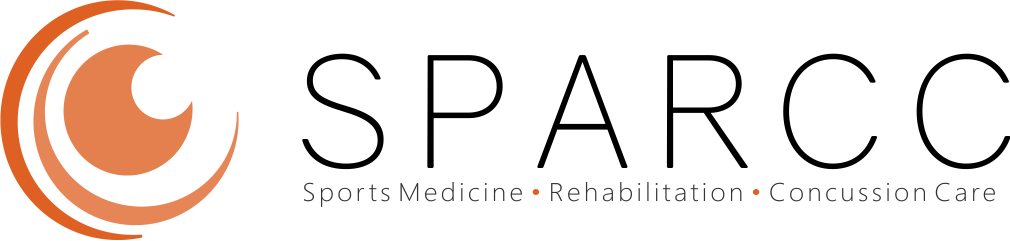 SPARCC
Sports Medicine • Rehabilitation • Concussion Care